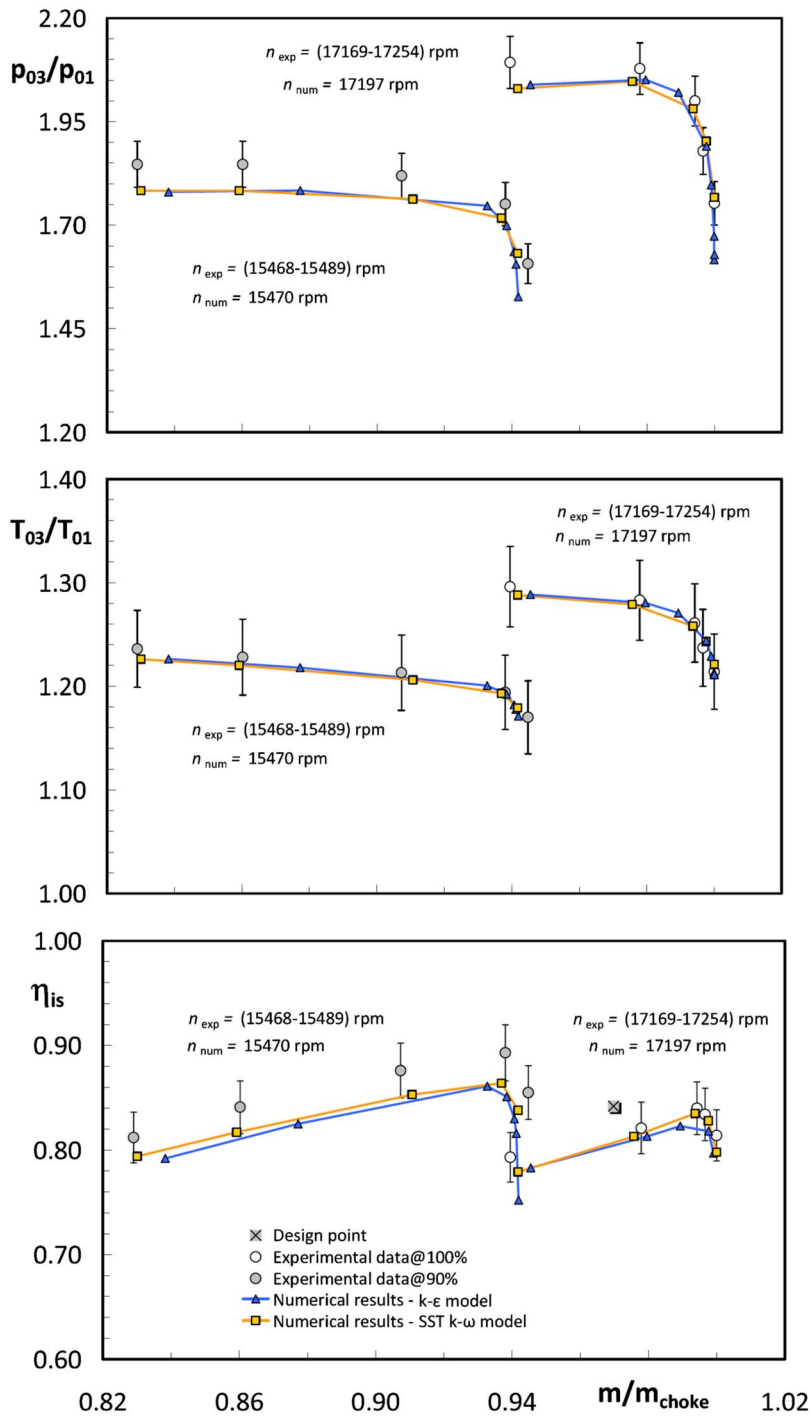 2.20
p03/p01
n exp = (17169-17254) rpm
n num = 17197 rpm
1.95
1.70
n exp = (15468-15489) rpm
n num = 15470 rpm
1.45
1.20
1.40
T03/T01
n exp = (17169-17254) rpm
n num = 17197 rpm
1.30
1.20
n exp = (15468-15489) rpm
n num = 15470 rpm
1.10
1.00
1.00
ηis
n exp = (15468-15489) rpm
n num = 15470 rpm
n exp = (17169-17254) rpm
n num = 17197 rpm
0.90
0.80
0.70
Design point
Experimental data@100%
Experimental data@90%
Numerical results - k-ε model
Numerical results - SST k-ω model
0.60
0.82 0.86 0.90 0.94 m/mchoke 1.02